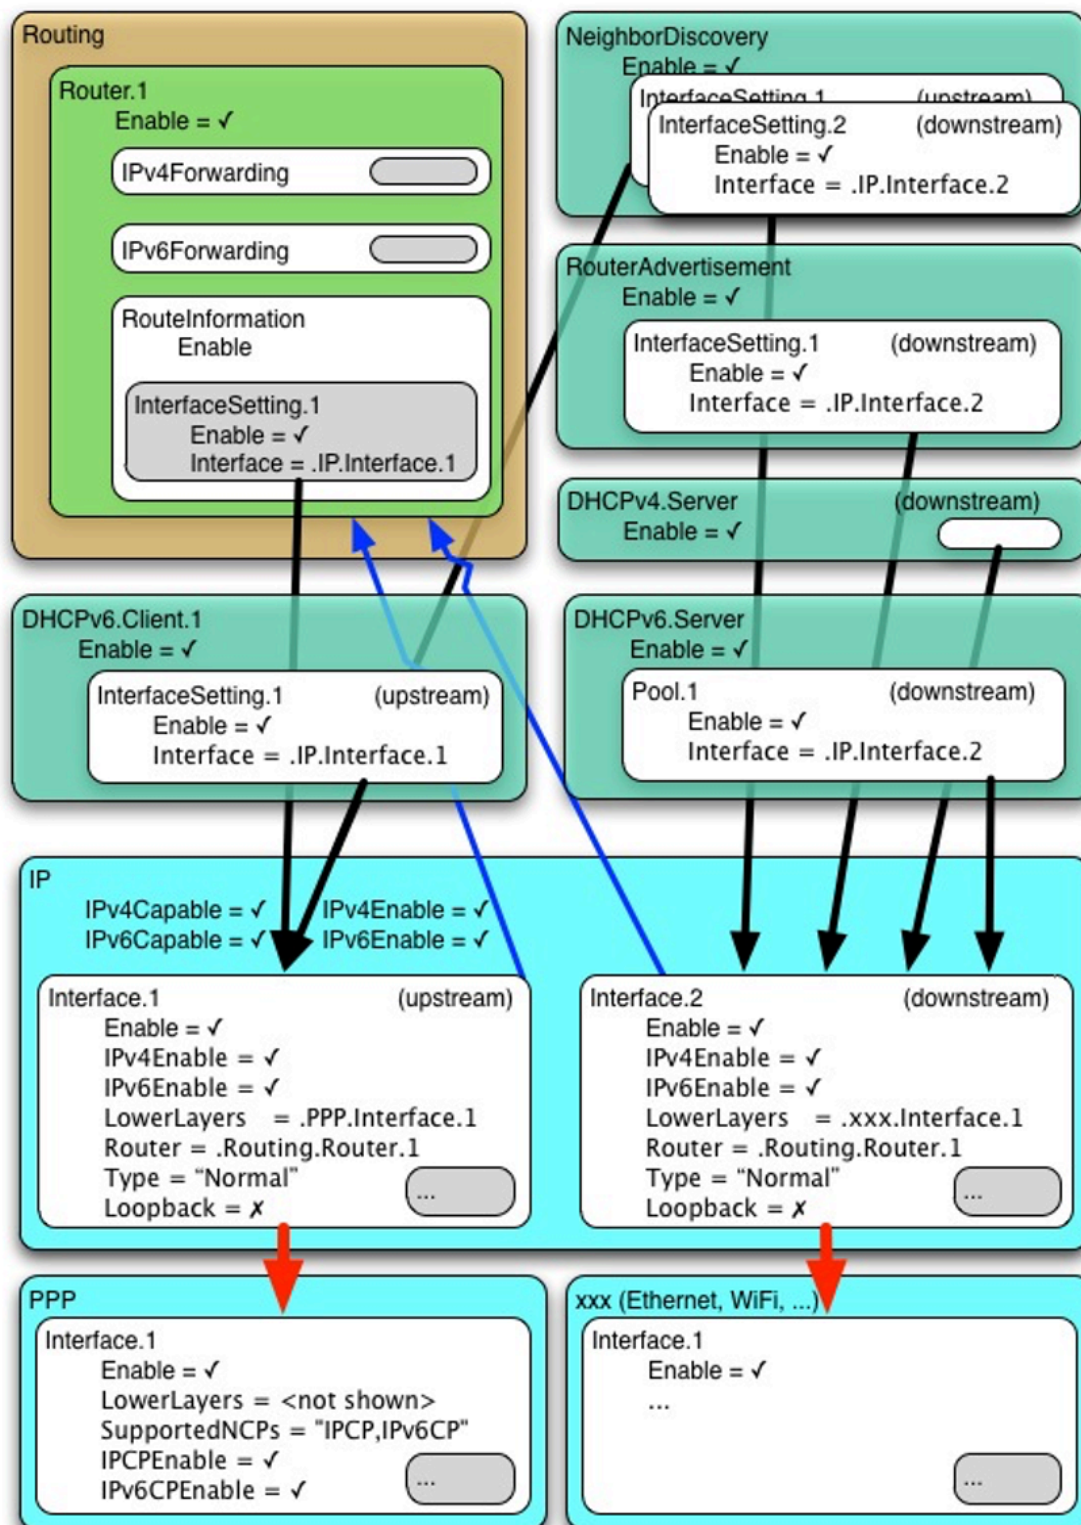 Routing
Router.1
Enable = ✓
IPv4Forwarding
IPv6Forwarding
RouteInformation
Enable
InterfaceSetting.1
Enable = ✓
Interface = .IP.Interface.1
NeighborDiscovery
Enable = ✓
InterfaceSetting.1 (upstream)
InterfaceSetting.2 (downstream)
Enable = ✓
Interface = .IP.Interface.2
RouterAdvertisement
Enable = ✓
InterfaceSetting.1 (downstream)
Enable = ✓
Interface = .IP.Interface.2
DHCPv4.Server (downstream)
Enable = ✓
DHCPv6.Client.1
Enable = ✓
InterfaceSetting.1 (upstream)
Enable = ✓
Interface = .IP.Interface.1
DHCPv6.Server
Enable = ✓
Pool.1 (downstream)
Enable = ✓
Interface = .IP.Interface.2
IP
IPv4Capable = ✓ IPv4Enable = ✓
IPv6Capable = ✓ IPv6Enable = ✓
Interface.1 (upstream)
Enable = ✓
IPv4Enable = ✓
IPv6Enable = ✓
LowerLayers = .PPP.Interface.1
Router = .Routing.Router.1
Type = “Normal”
Loopback = ✗
...
Interface.2 (downstream)
Enable = ✓
IPv4Enable = ✓
IPv6Enable = ✓
LowerLayers = .xxx.Interface.1
Router = .Routing.Router.1
Type = “Normal”
Loopback = ✗
...
PPP
Interface.1
Enable = ✓
LowerLayers = <not shown>
SupportedNCPs = "IPCP,IPv6CP"
IPCPEnable = ✓
IPv6CPEnable = ✓
...
xxx (Ethernet, WiFi, ...)
Interface.1
Enable = ✓
...
...